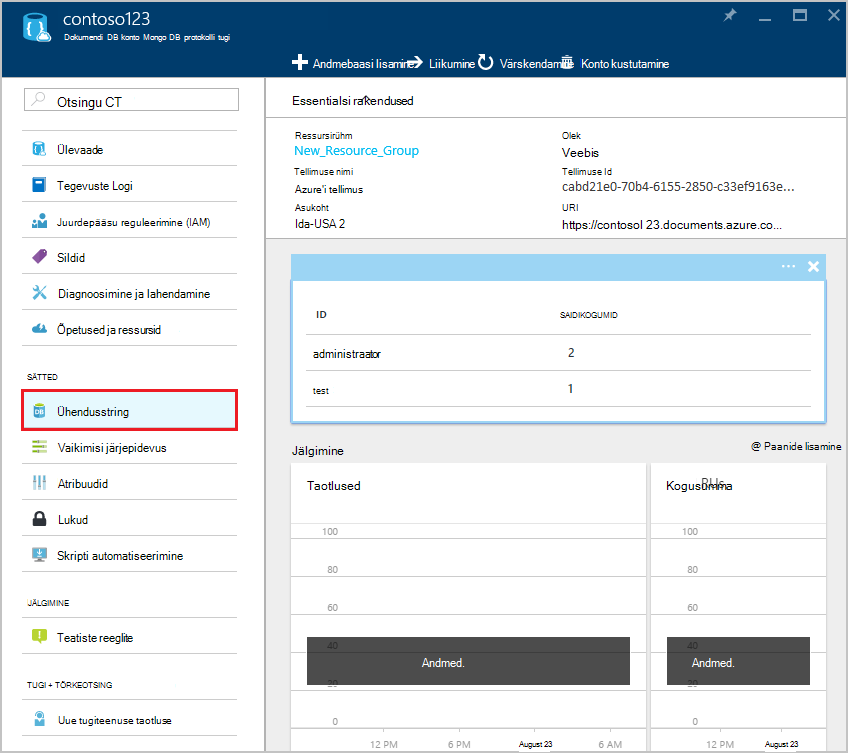 contoso123
Dokumendi DB konto Mongo DB protokolli tugi
Andmebaasi lisamine Liikumine Värskendamine Konto kustutamine
Otsingu CT
Ülevaade
Tegevuste Logi
Juurdepääsu reguleerimine (IAM)
Sildid
Diagnoosimine ja lahendamine
Õpetused ja ressursid
SÄTTED
Ühendusstring
Vaikimisi järjepidevus
Atribuudid
Lukud
Skripti automatiseerimine
JÄLGIMINE
Teatiste reeglite
TUGI + TÕRKEOTSING
Uue tugiteenuse taotluse
Essentialsi rakendused
Ressursirühm
New_Resource_Group
Tellimuse nimi
Azure'i tellimus
Asukoht
Ida-USA 2
Olek
Veebis
Tellimuse Id
cabd21e0-70b4-6155-2850-c33ef9163e...
URI
https://contosol 23.documents.azure.co...
ID SAIDIKOGUMID
administraator 2
test 1
Jälgimine
@ Paanide lisamine
Taotlused
100
80
60
40
20
0
Andmed.
12 PM 6 PM August 23 6 AM
Kogusumma RUs
100
80
60
40
20
0
Andmed.
12 PM August 23